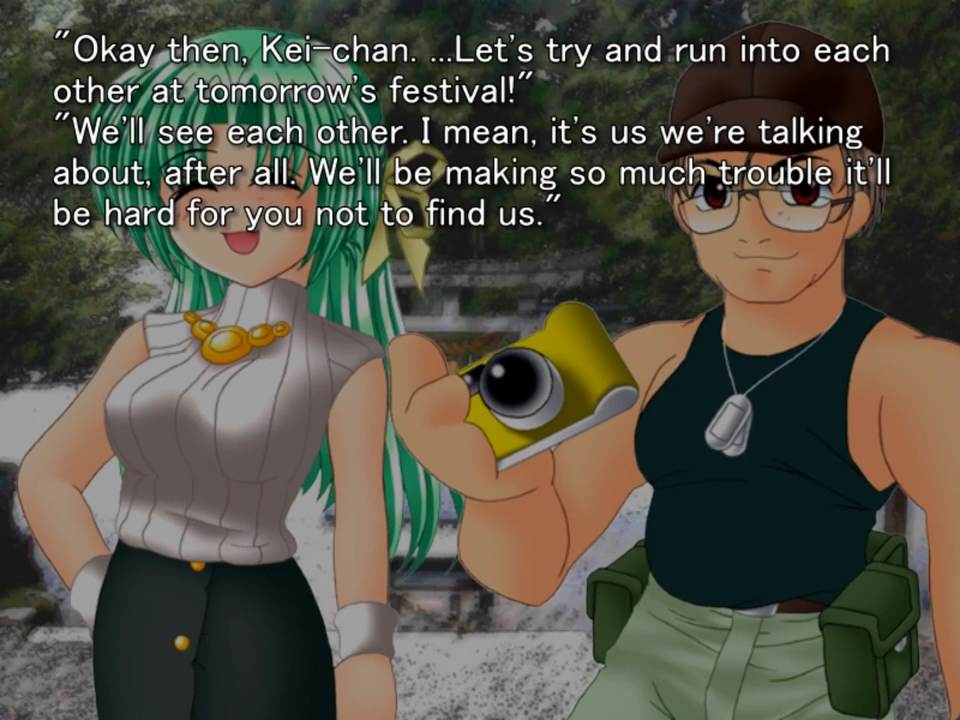 "Okay then, Kei-chan. ...Let's try and run into each
other at tomorrow's festival!"
"We'll see each other. I mean, it's us we're talking
about, after all. We'll be making so much trouble it'll
be hard for you not to find us."